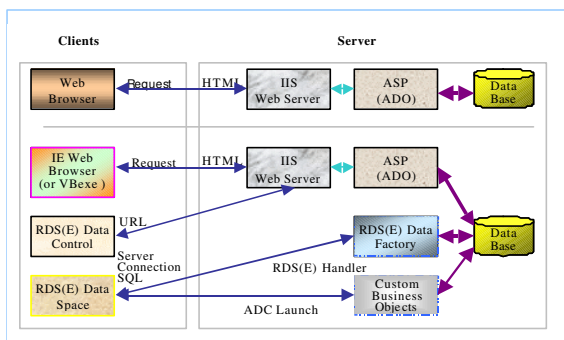 Clients
Server
Web
Browser
Request
HTML
IIS
Web Server
ASP
(ADO)
Data
Base
IE Web
Browser
(or VBexe )
Request
HTML
IIS
Web Server
ASP
(ADO)
RDS(E) Data
Control
URL
Server
Connection
SQL
RDS(E) Data
Factory
Data
Base
RDS(E) Handler
RDS(E) Data
Space
ADC Launch
Custom
Business
Objects